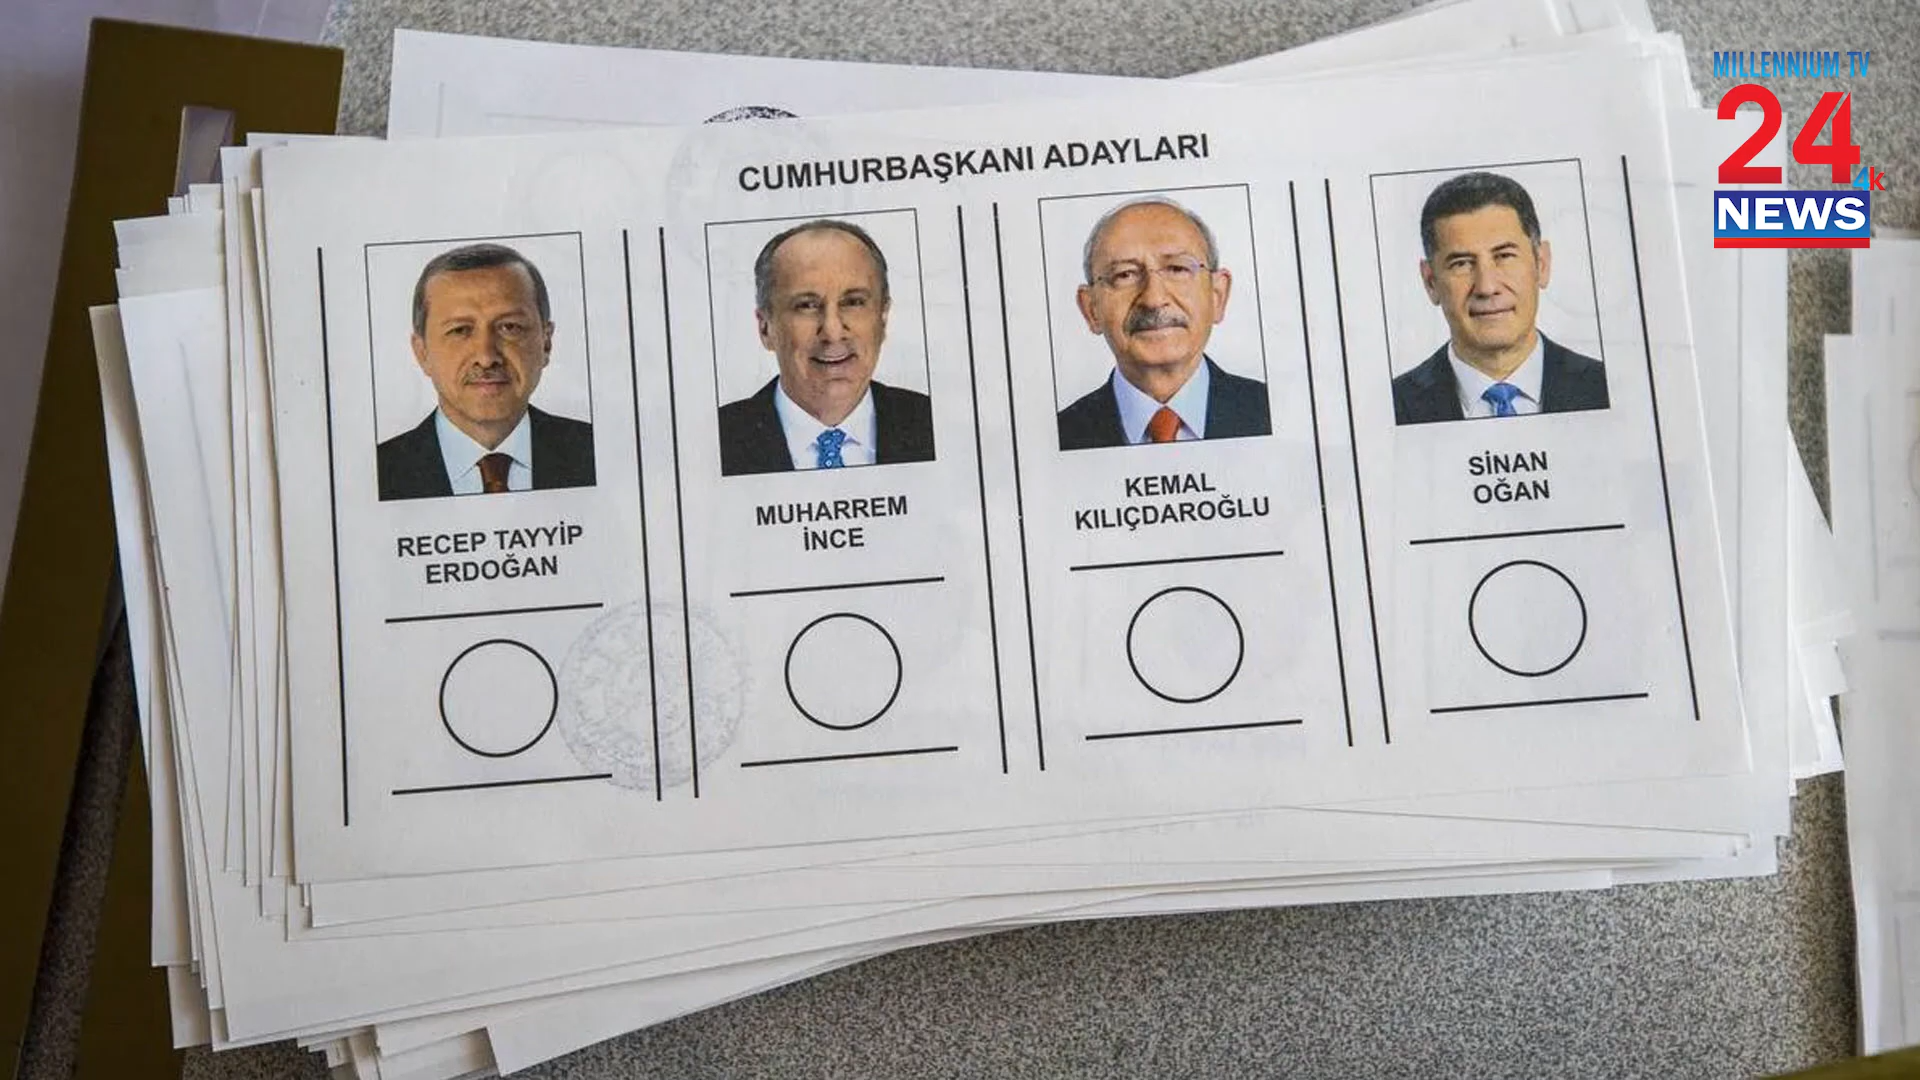 MILLENNIUM TV
24
4k
NEWS
CUMHURBAŞKANI ADAYLARI
RECEP TAYYİP
ERDOĞAN
MUHARREM
İNCE
KEMAL
KILIÇDAROĞLU
SİNAN
OĞAN